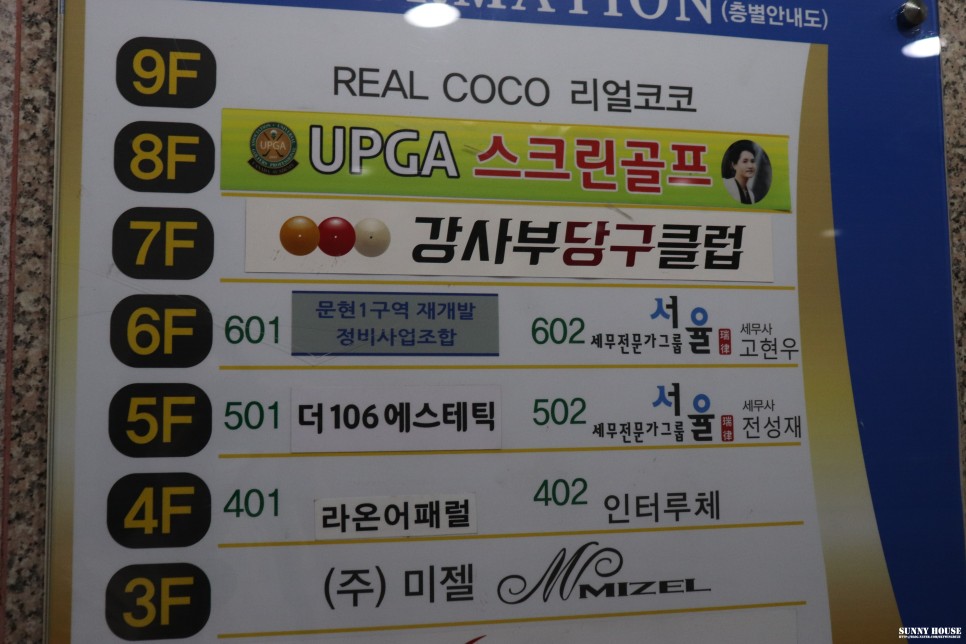 (층별안내도)
9F REAL COCO 리얼코코
8F UPGA UPGA 스크린골프
7F 강사부당구클럽
6F 601 문현1구역 재개발 정비사업조합 602 세무전문가그룹 서율 瑞律 세무사 고현우
5F 501 더106에스테틱 502 세무전문가그룹 서율 瑞律 세무사 전성재
4F 401 라온어패럴 402 인터루체
3F (주) 미젤 MIZEL
SUNNY HOUSE